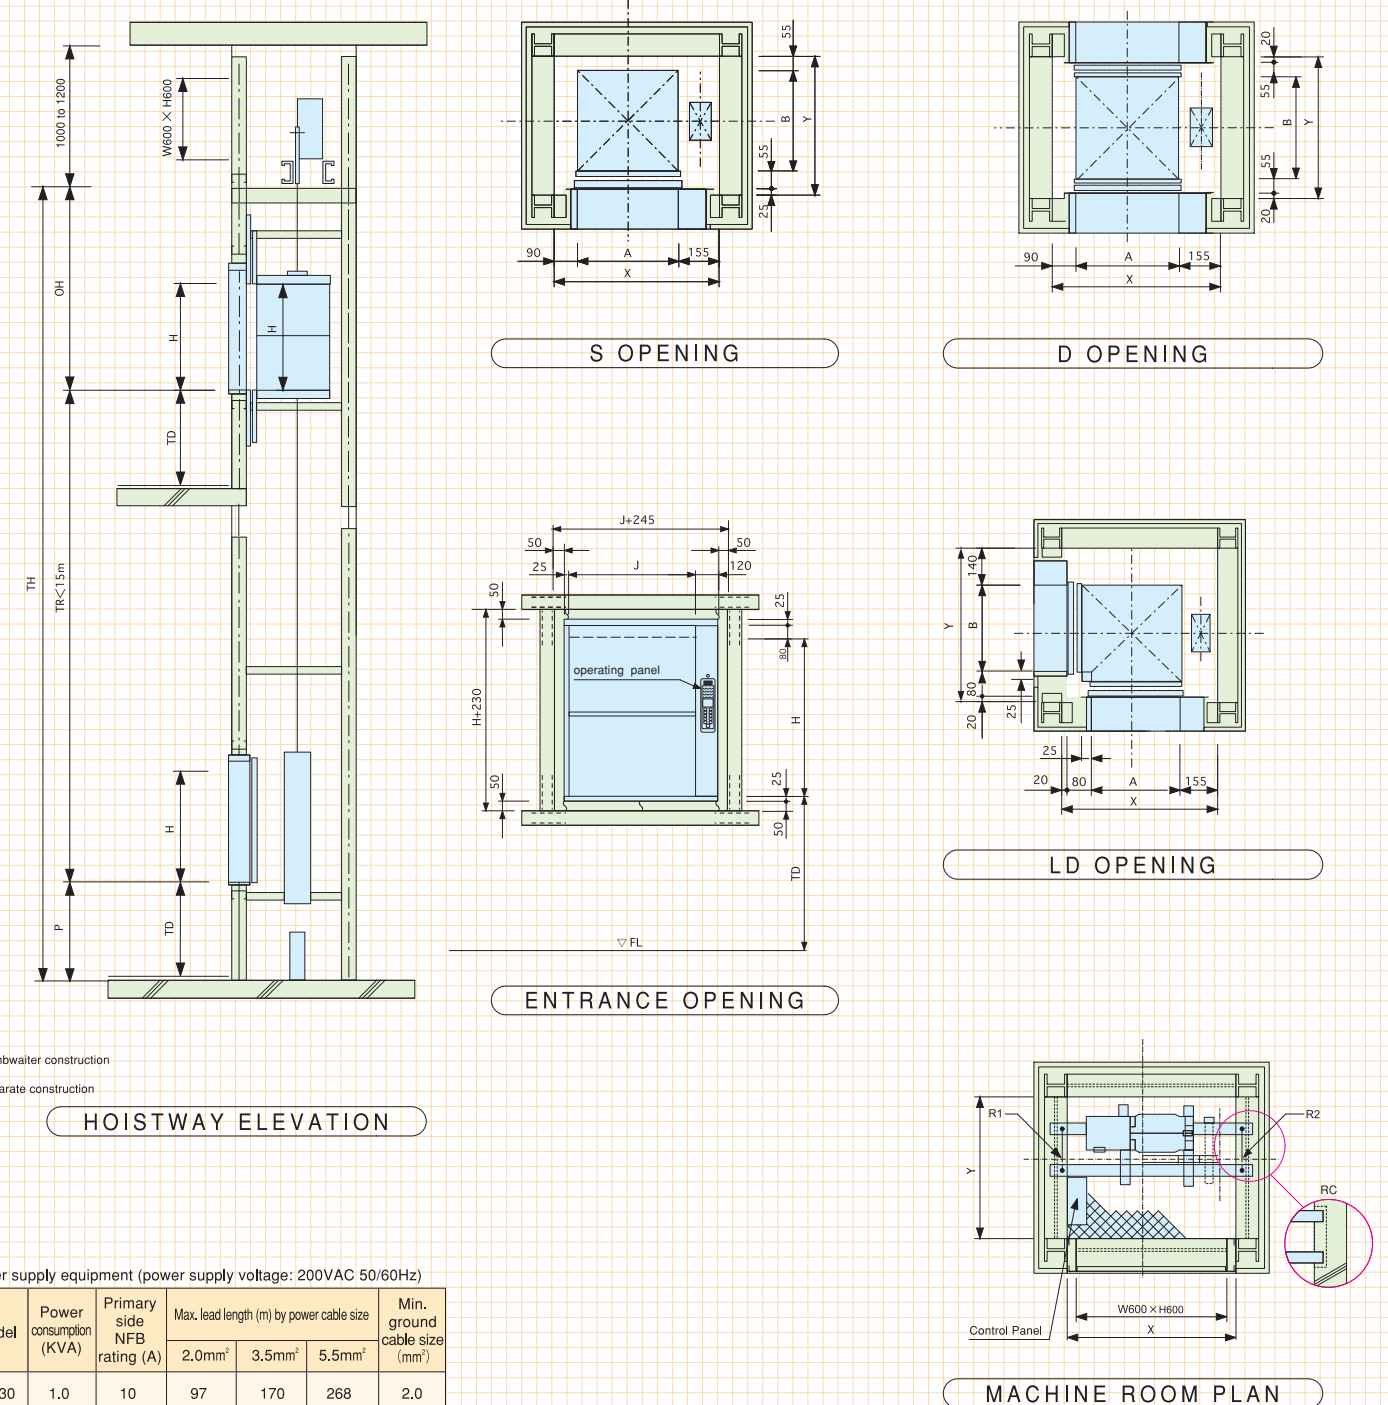 1000 to 1200
W600 × H600
OH
H
H
TD
TH
TR<15m
H
P
TD
nbwaiter construction
arate construction
HOISTWAY ELEVATION
55
B
Y
55
25
90
A
155
X
S OPENING
20
55
B
Y
55
20
90
A
155
X
D OPENING
J+245
50
50
25
J
120
50
25
80
operating panel
H+230
H
50
25
50
TD
▽ FL
ENTRANCE OPENING
140
Y
B
80
25
20
25
20
80
A
155
X
LD OPENING
R1
R2
Y
RC
W600 × H600
Control Panel
X
MACHINE ROOM PLAN
er supply equipment (power supply voltage: 200VAC 50/60Hz)
del
Power consumption (KVA)
Primary side NFB rating (A)
Max. lead length (m) by power cable size
Min. ground cable size (mm²)
2.0mm²
3.5mm²
5.5mm²
30
1.0
10
97
170
268
2.0